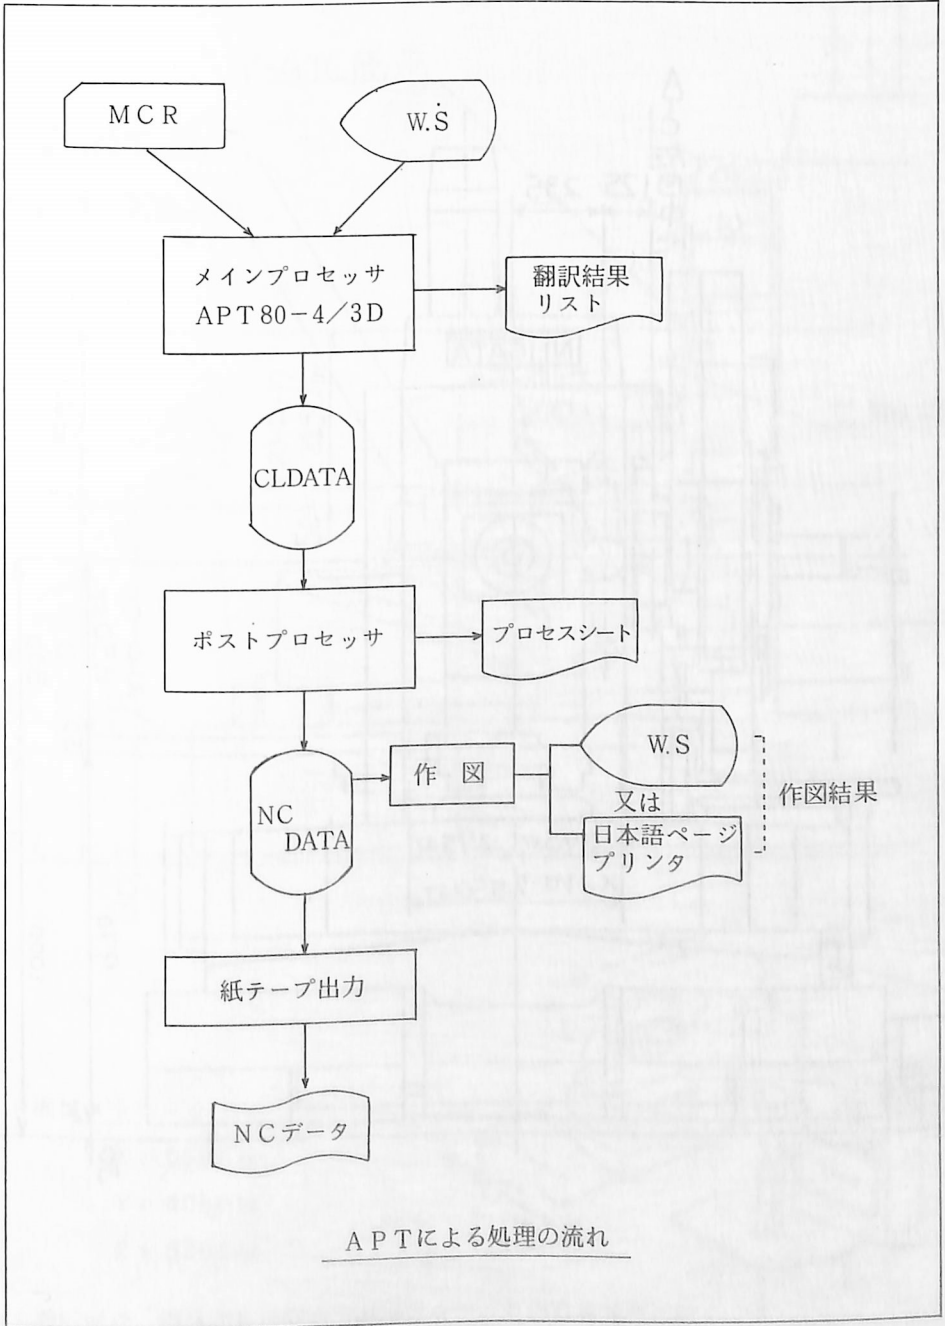 MCR
W.S
メインプロセッサ
APT80-4/3D
翻訳結果
リスト
CLDATA
ポストプロセッサ
プロセスシート
NC
DATA
作 図
W.S
又は
日本語ページ
プリンタ
作図結果
紙テープ出力
NCデータ
APTによる処理の流れ